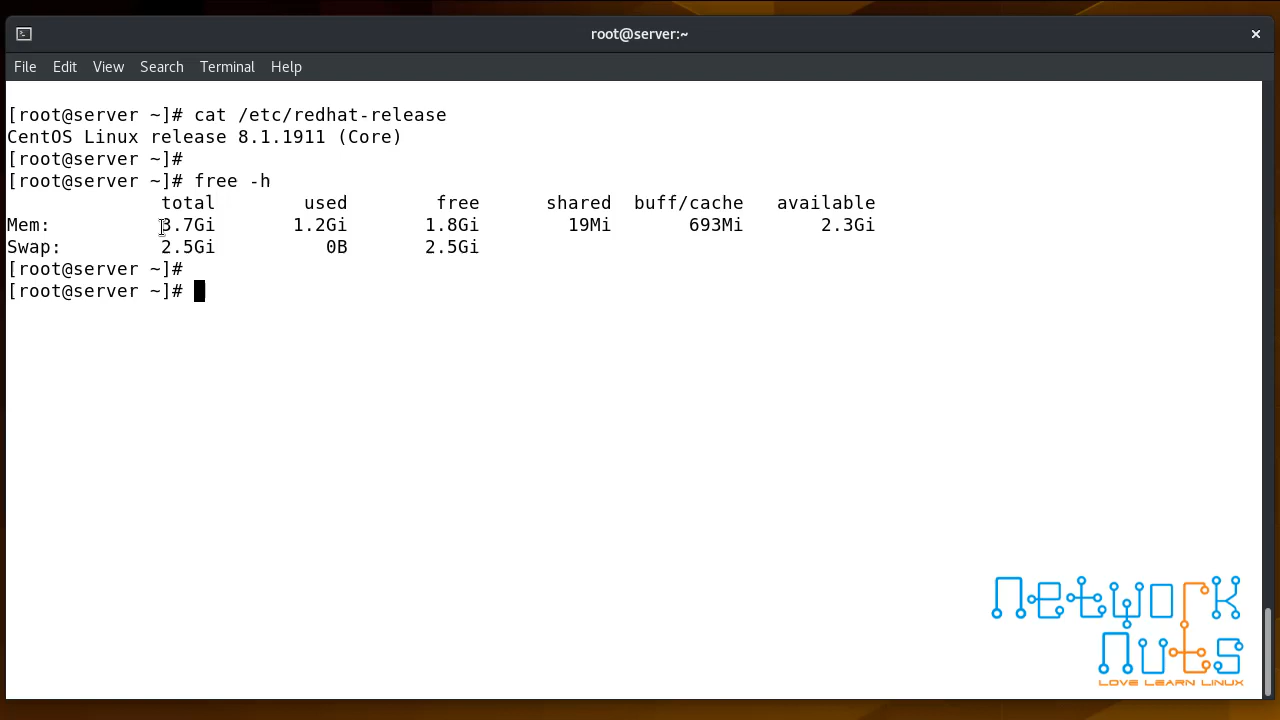 root@server:~
File Edit View Search Terminal Help
[root@server ~]# cat /etc/redhat-release
CentOS Linux release 8.1.1911 (Core)
[root@server ~]#
[root@server ~]# free -h
              total        used        free      shared  buff/cache   available
Mem:          3.7Gi       1.2Gi       1.8Gi        19Mi       693Mi       2.3Gi
Swap:         2.5Gi          0B       2.5Gi
[root@server ~]#
[root@server ~]#
Network
Nuts
LOVE LEARN LINUX